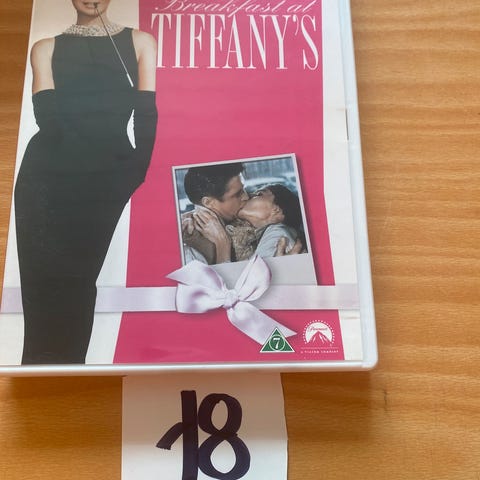 Breakfast at
TIFFANY'S
7
Paramount
18